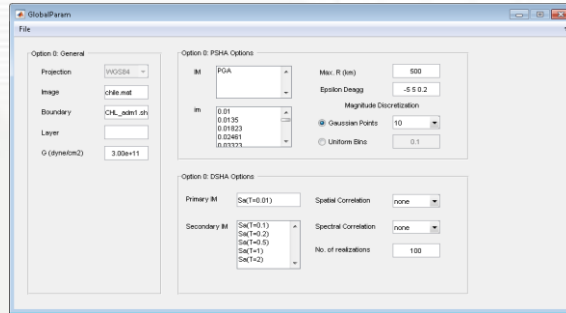 GlobalParam
File
Option 0: General
Projection WGS84
Image chile.mat
Boundary CHL_adm1.sh
Layer
G (dyne/cm2) 3.00e+11
Option 0: PSHA Options
IM PGA
im 0.01
0.0135
0.01823
0.02461
0.03323
Max. R (km) 500
Epsilon Deagg -5 5 0.2
Magnitude Discretization
Gaussian Points 10
Uniform Bins 0.1
Option 0: DSHA Options
Primary IM Sa(T=0.01)
Secondary IM Sa(T=0.1)
Sa(T=0.2)
Sa(T=0.5)
Sa(T=1)
Sa(T=2)
Spatial Correlation none
Spectral Correlation none
No. of realizations 100